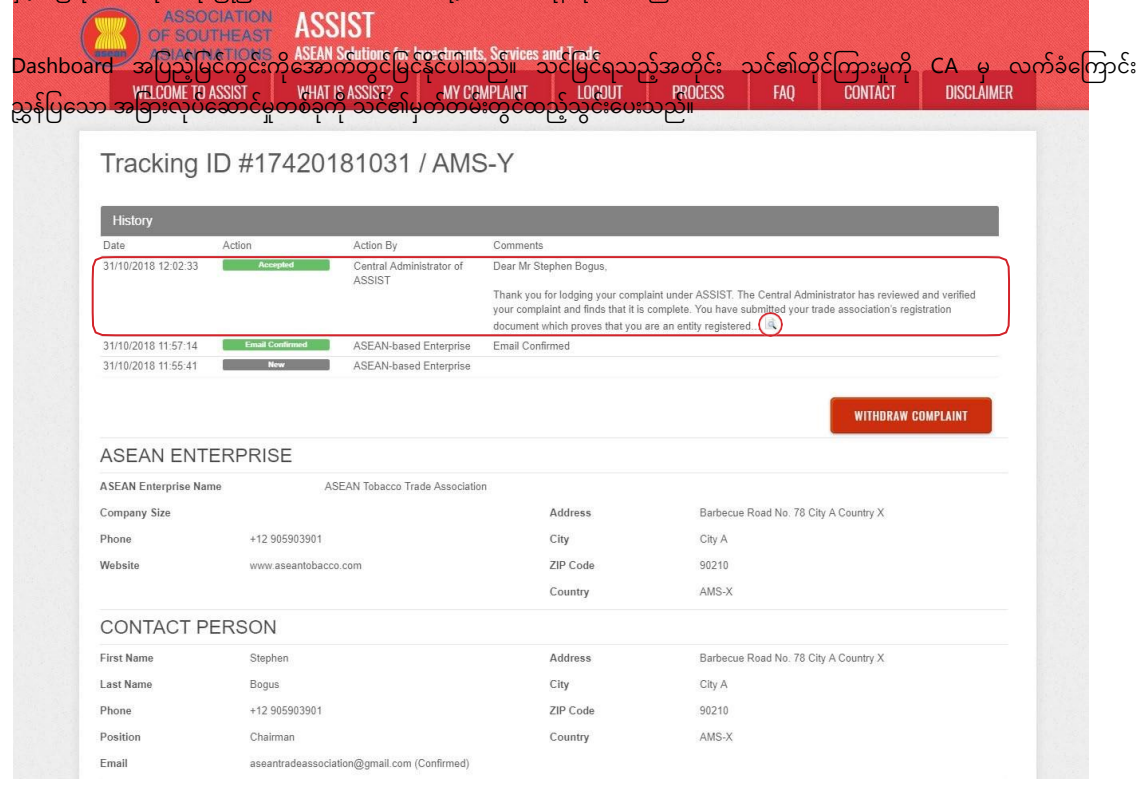 ASSOCIATION
OF SOUTHEAST
ASIAN NATIONS
asean
ASSIST
ASEAN Solutions for Investments, Services and Trade
Dashboard အပြည့်မြင်ကွင်းကိုအောက်တွင်မြင်နိုင်ပါသည်။ သင်မြင်ရသည့်အတိုင်း သင်၏တိုင်ကြားမှုကို CA မှ လက်ခံကြောင်း
ညွှန်ပြသော အခြားလုပ်ဆောင်မှုတစ်ခုကို သင်၏မှတ်တမ်းတွင်ထည့်သွင်းပေးသည်။
WELCOME TO ASSIST WHAT IS ASSIST? MY COMPLAINT LOGOUT PROCESS FAQ CONTACT DISCLAIMER
Tracking ID #17420181031 / AMS-Y
History
Date Action Action By Comments
31/10/2018 12:02:33 Accepted Central Administrator of Dear Mr Stephen Bogus,
ASSIST
Thank you for lodging your complaint under ASSIST. The Central Administrator has reviewed and verified
your complaint and finds that it is complete. You have submitted your trade association's registration
document which proves that you are an entity registered...
31/10/2018 11:57:14 Email Confirmed ASEAN-based Enterprise Email Confirmed
31/10/2018 11:55:41 New ASEAN-based Enterprise
WITHDRAW COMPLAINT
ASEAN ENTERPRISE
ASEAN Enterprise Name ASEAN Tobacco Trade Association
Company Size Address Barbecue Road No. 78 City A Country X
Phone +12 905903901 City City A
Website www.aseantobacco.com ZIP Code 90210
Country AMS-X
CONTACT PERSON
First Name Stephen Address Barbecue Road No. 78 City A Country X
Last Name Bogus City City A
Phone +12 905903901 ZIP Code 90210
Position Chairman Country AMS-X
Email aseantradeassociation@gmail.com (Confirmed)